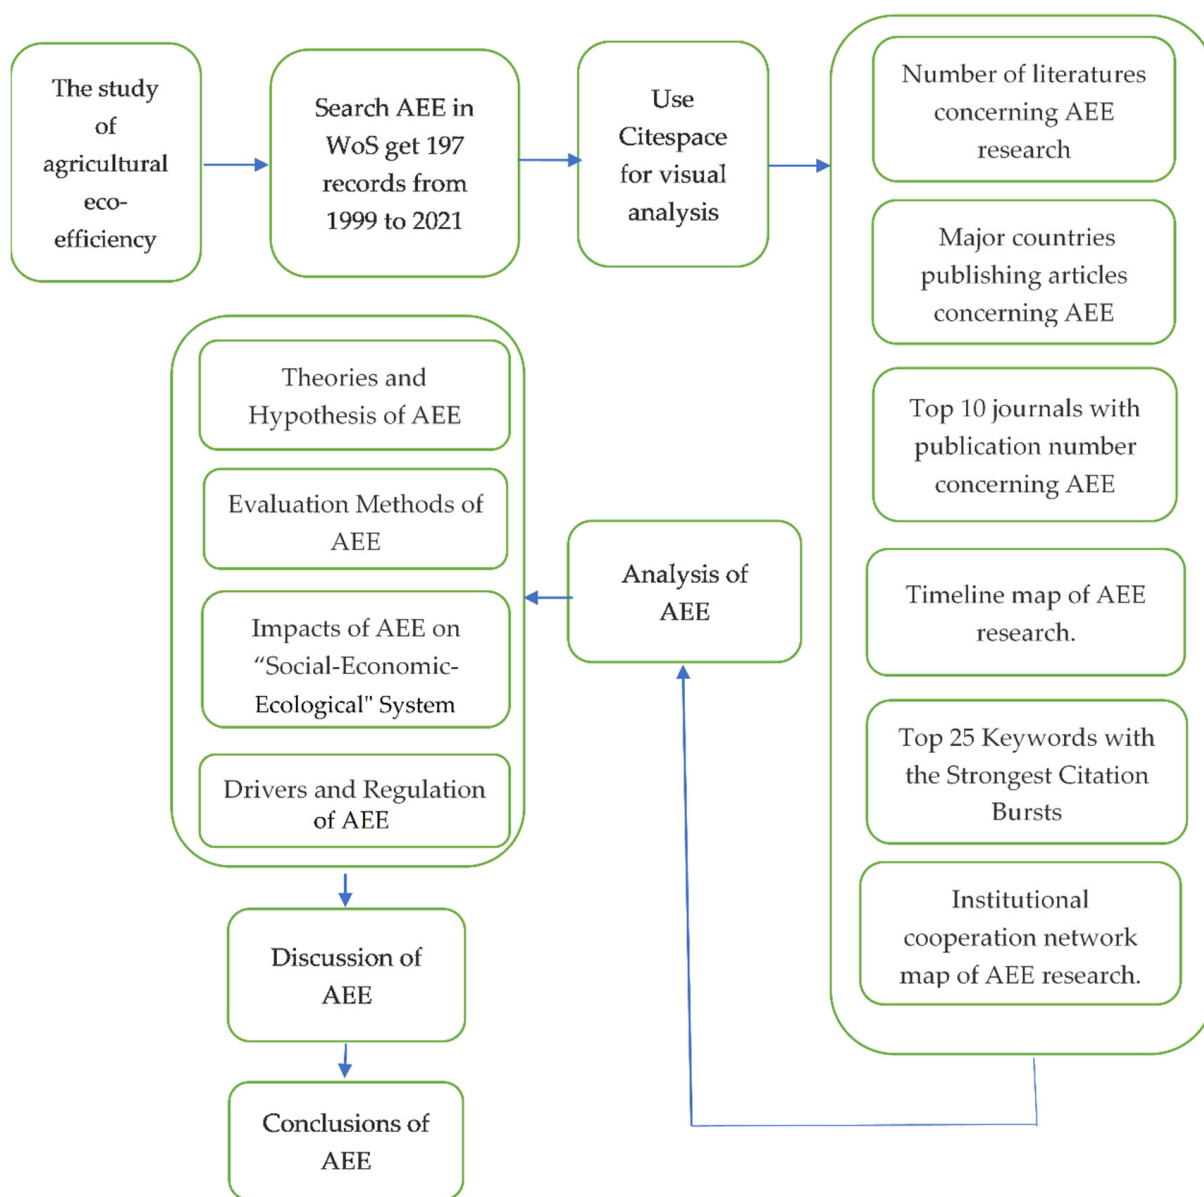 The study
of
agricultural
eco-
efficiency
Search AEE in
WoS get 197
records from
1999 to 2021
Use
Citespace
for visual
analysis
Number of literatures
concerning AEE
research
Major countries
publishing articles
concerning AEE
Top 10 journals with
publication number
concerning AEE
Timeline map of AEE
research.
Top 25 Keywords with
the Strongest Citation
Bursts
Institutional
cooperation network
map of AEE research.
Analysis of
AEE
Theories and
Hypothesis of AEE
Evaluation Methods of
AEE
Impacts of AEE on
“Social-Economic-
Ecological" System
Drivers and Regulation
of AEE
Discussion of
AEE
Conclusions of
AEE